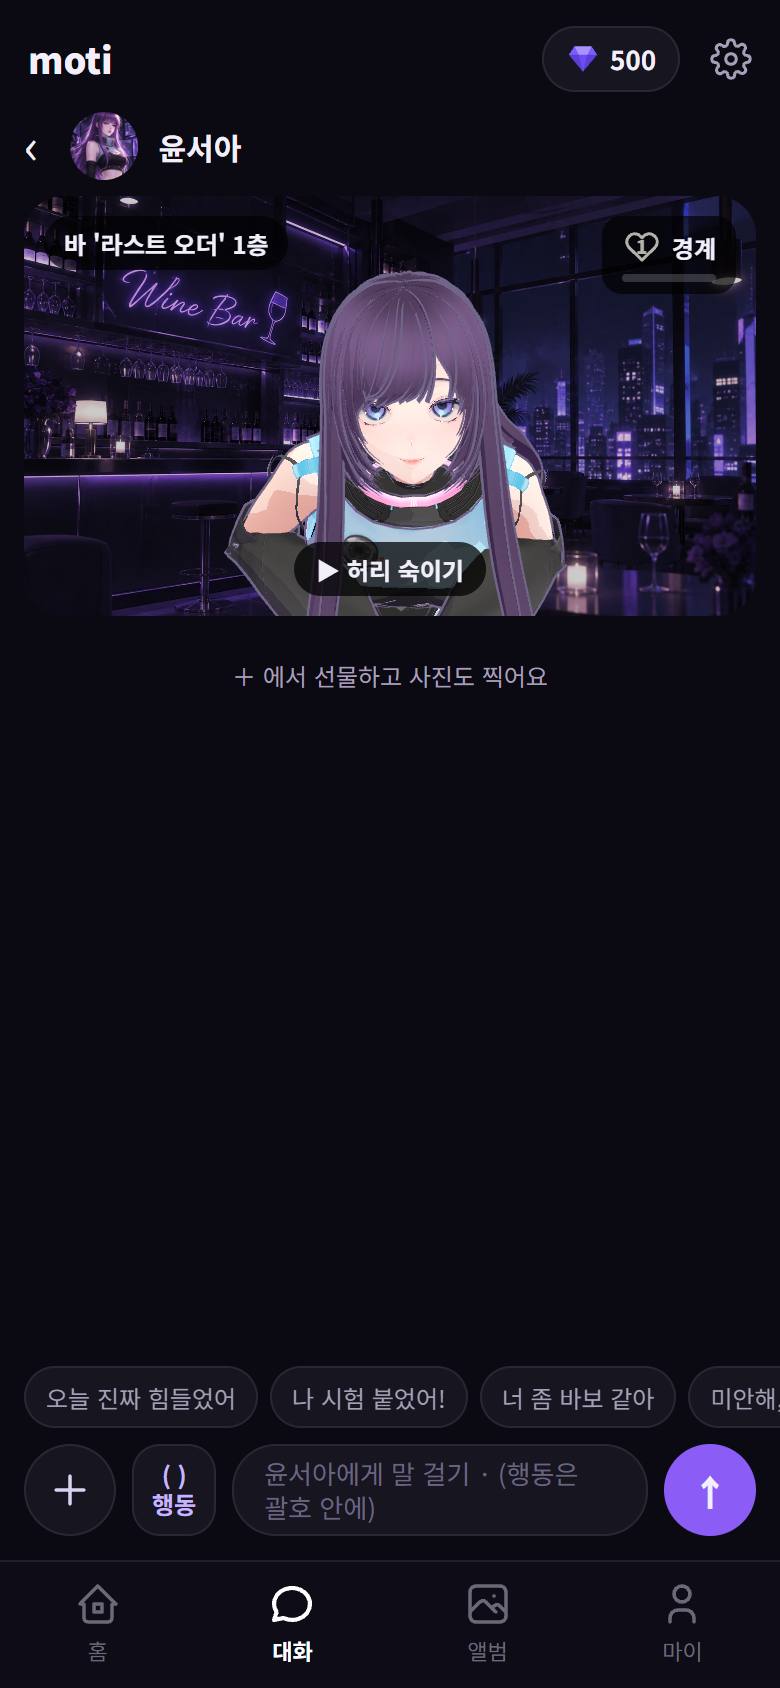 moti
500
윤서아
바 '라스트 오더' 1층
1 경계
Wine Bar
▶ 허리 숙이기
+ 에서 선물하고 사진도 찍어요
오늘 진짜 힘들었어
나 시험 붙었어!
너 좀 바보 같아
미안해,
( )
행동
윤서아에게 말 걸기 · (행동은
괄호 안에)
홈
대화
앨범
마이